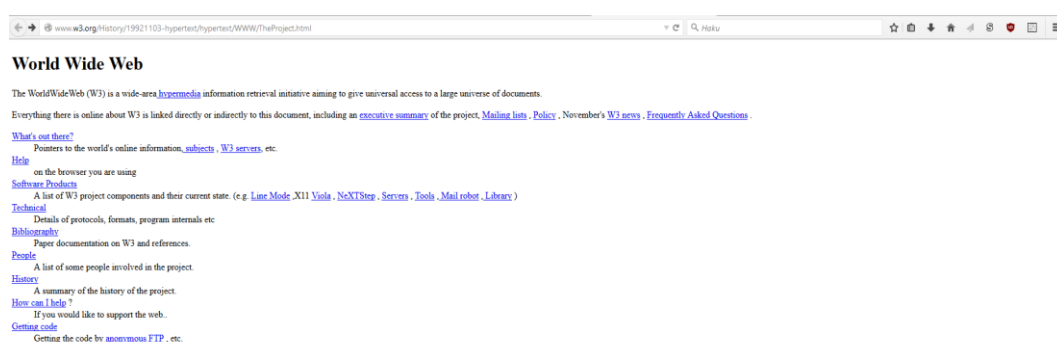 www.w3.org/History/19921103-hypertext/hypertext/WWW/TheProject.html
Haku
World Wide Web
The WorldWideWeb (W3) is a wide-area hypermedia information retrieval initiative aiming to give universal access to a large universe of documents.
Everything there is online about W3 is linked directly or indirectly to this document, including an executive summary of the project, Mailing lists , Policy , November's W3 news , Frequently Asked Questions .
What's out there?
Pointers to the world's online information, subjects , W3 servers, etc.
Help
on the browser you are using
Software Products
A list of W3 project components and their current state. (e.g. Line Mode ,X11 Viola , NeXTStep , Servers , Tools , Mail robot , Library )
Technical
Details of protocols, formats, program internals etc
Bibliography
Paper documentation on W3 and references.
People
A list of some people involved in the project.
History
A summary of the history of the project.
How can I help ?
If you would like to support the web..
Getting code
Getting the code by anonymous FTP , etc.